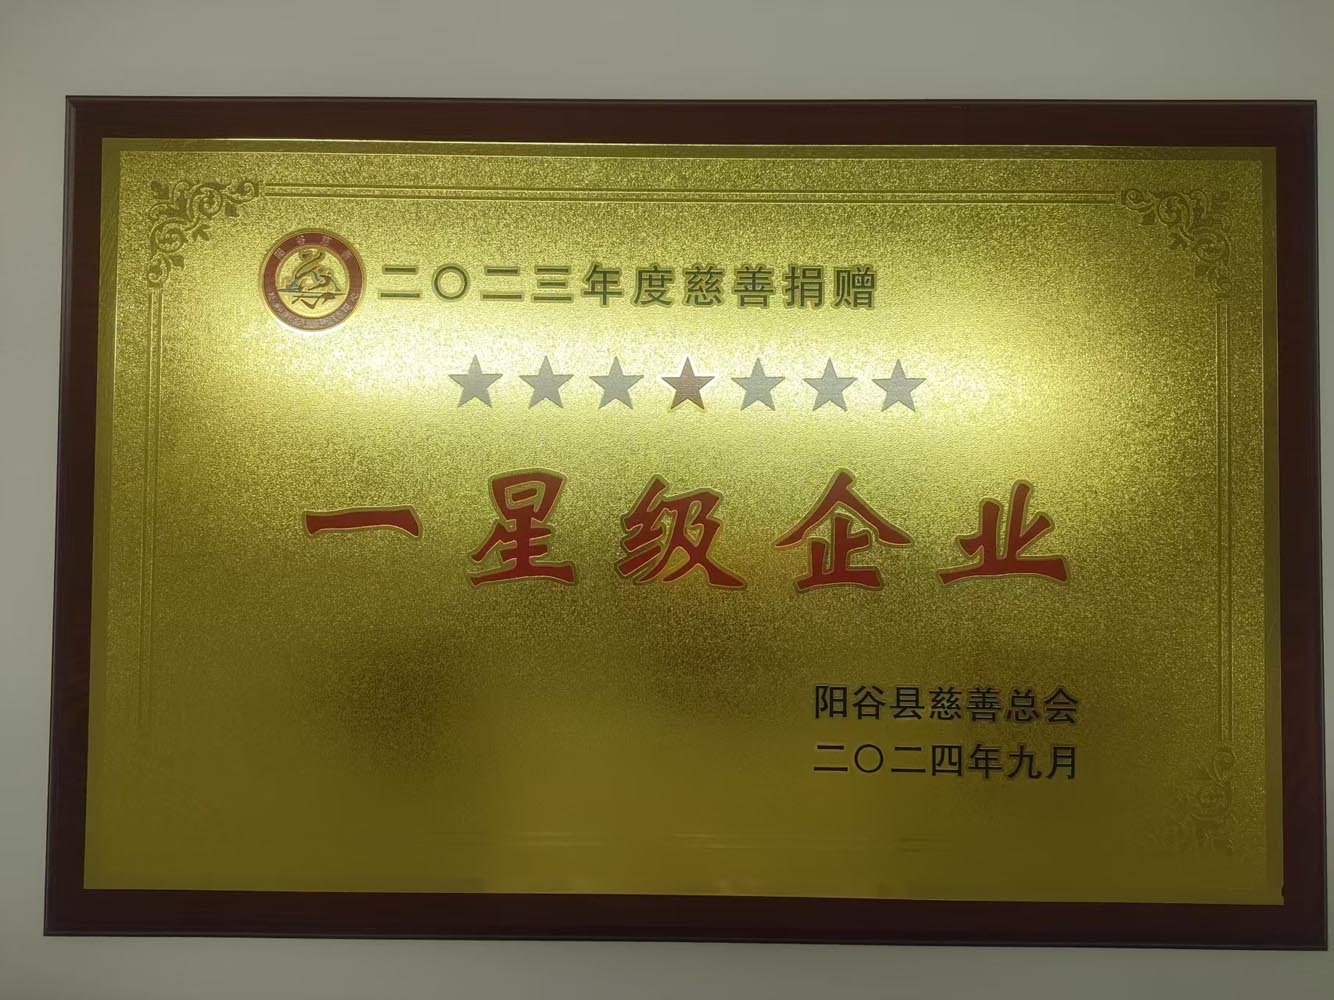 二〇二三年度慈善捐赠
一星级企业
阳谷县慈善总会
二〇二四年九月